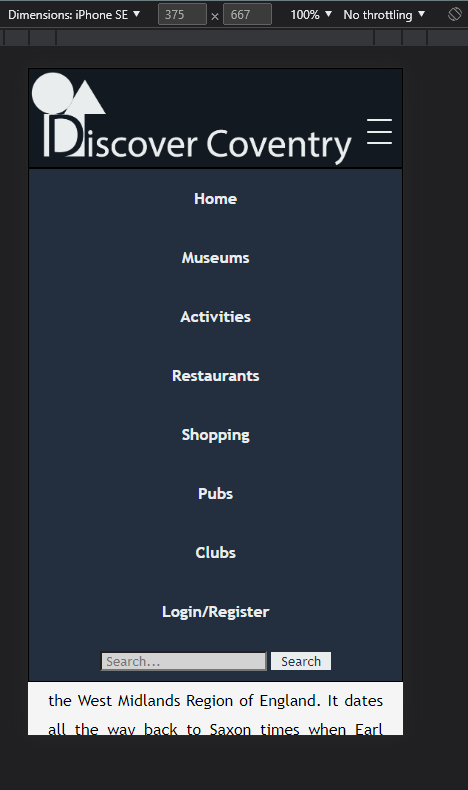 Dimensions: iPhone SE ▼ 375 × 667 100% ▼ No throttling ▼
Discover Coventry
Home
Museums
Activities
Restaurants
Shopping
Pubs
Clubs
Login/Register
Search... Search
the West Midlands Region of England. It dates
all the way back to Saxon times when Earl